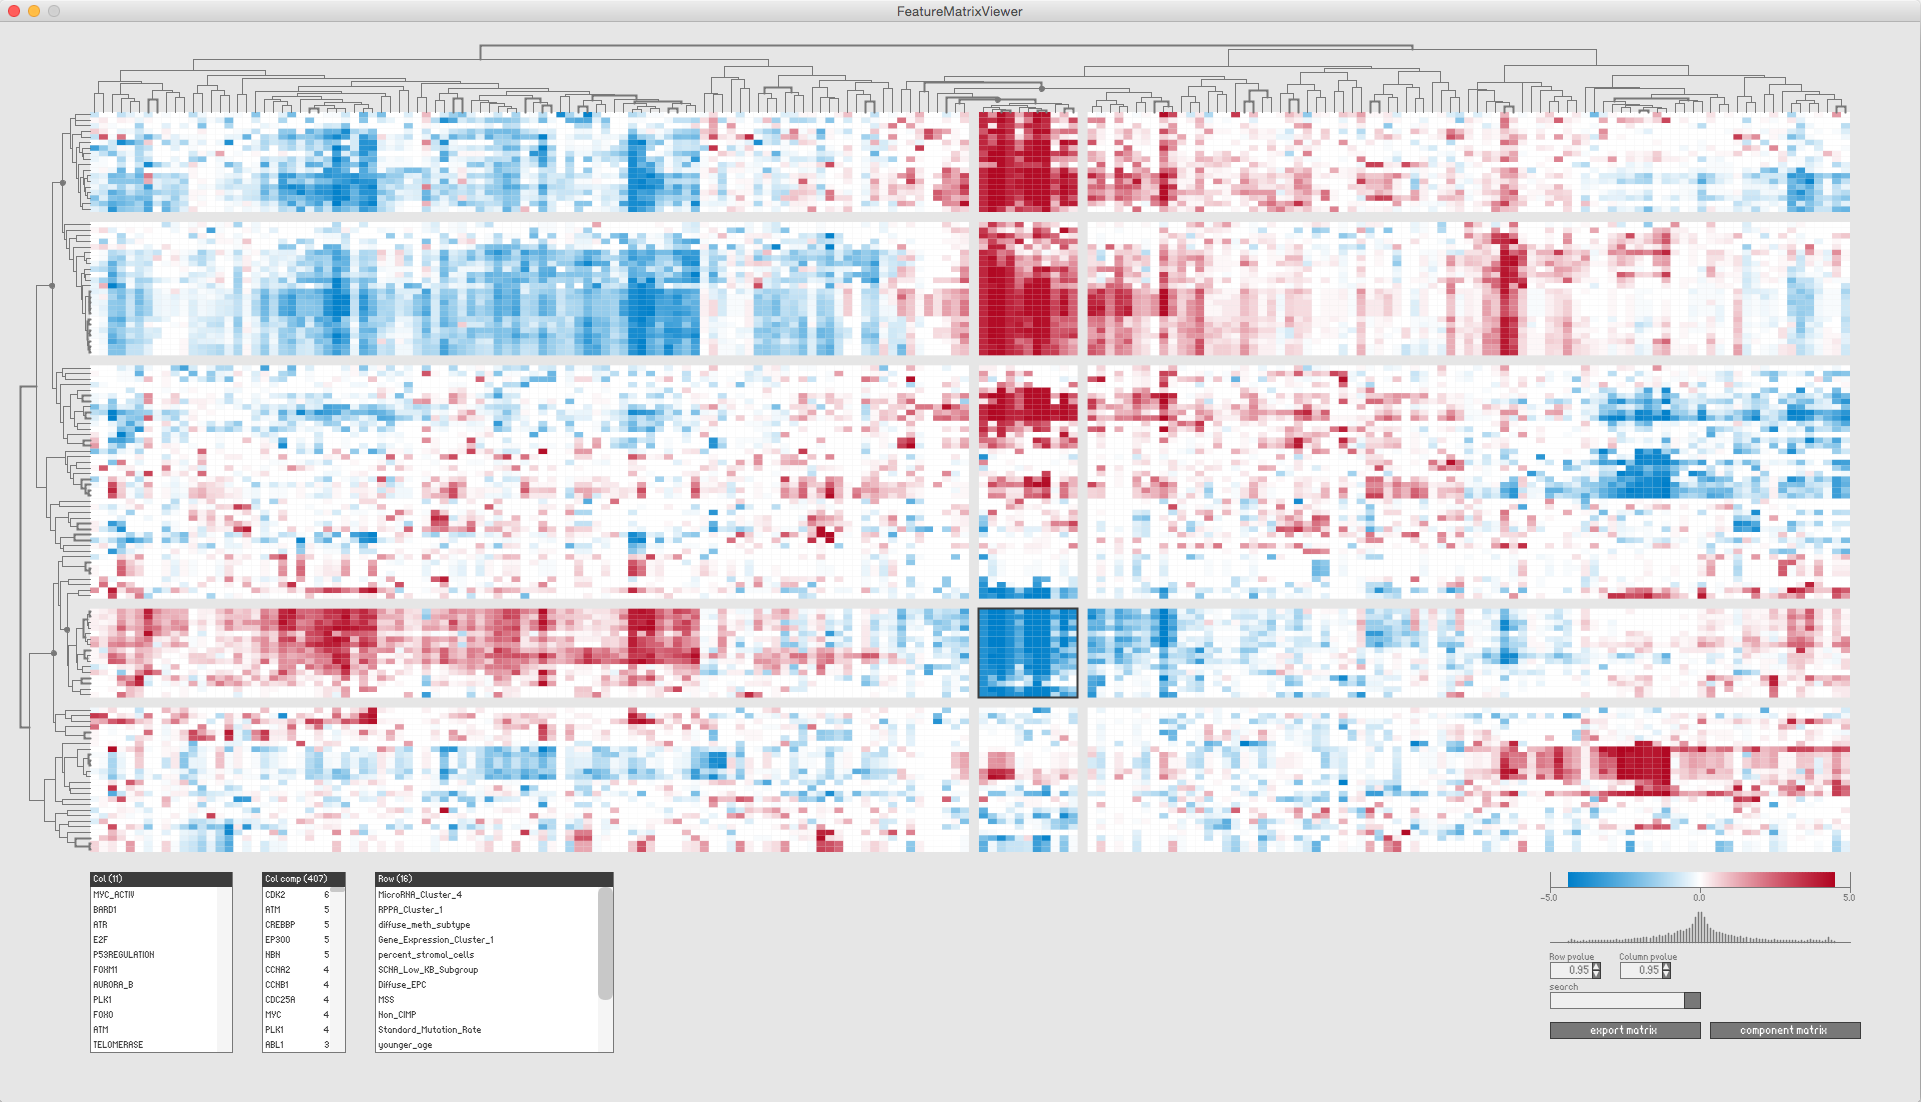 FeatureMatrixViewer
Col (11)
MYC_ACTIV
BARD1
ATR
E2F
P53REGULATION
FOXM1
AURORA_B
PLK1
FOXO
ATM
TELOMERASE
Col comp (407)
CDK2 6
ATM 5
CREBBP 5
EP300 5
NBN 5
CCNA2 4
CCNB1 4
CDC25A 4
MYC 4
PLK1 4
ABL1 3
Row (16)
MicroRNA_Cluster_4
RPPA_Cluster_1
diffuse_meth_subtype
Gene_Expression_Cluster_1
percent_stromal_cells
SCNA_Low_KB_Subgroup
Diffuse_EPC
MSS
Non_CIMP
Standard_Mutation_Rate
younger_age
-5.0 0.0 5.0
Row pvalue Column pvalue
0.95 0.95
search
export matrix component matrix